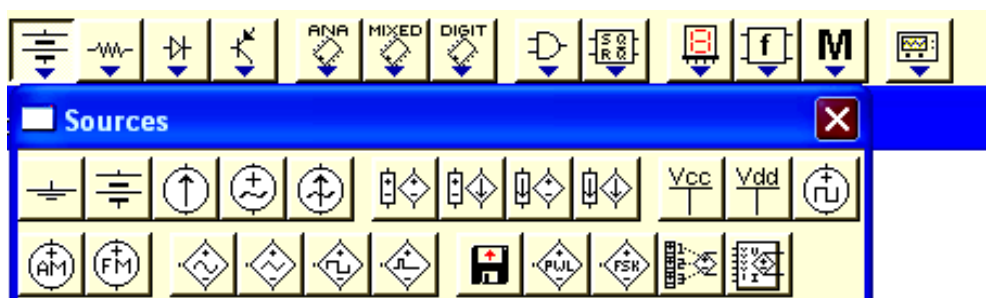 ANA MIXED DIGIT S Q f M
R Q
Sources
Vcc Vdd
AM FM PWL FSK